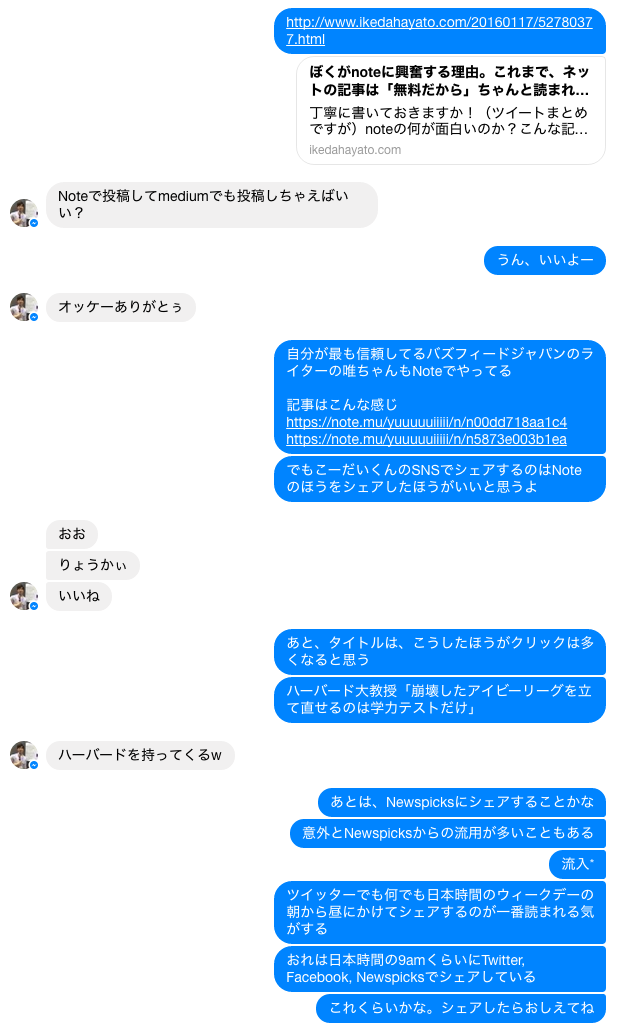 http://www.ikedahayato.com/20160117/5278037
7.html
ぼくがnoteに興奮する理由。これまで、ネッ
トの記事は「無料だから」ちゃんと読まれ...
丁寧に書いておきますか！（ツイートまとめ
ですが）noteの何が面白いのか？こんな記...
ikedahayato.com
Noteで投稿してmediumでも投稿しちゃえばい
い？
うん、いいよー
オッケーありがとぅ
自分が最も信頼してるバズフィードジャパンのラ
イターの唯ちゃんもNoteでやってる
記事はこんな感じ
https://note.mu/yuuuuuiiiii/n/n00dd718aa1c4
https://note.mu/yuuuuuiiiii/n/n5873e003b1ea
でもこーだいくんのSNSでシェアするのはNote
のほうをシェアしたほうがいいと思うよ
おお
りょうかぃ
いいね
あと、タイトルは、こうしたほうがクリックは多
くなると思う
ハーバード大教授「崩壊したアイビーリーグを立
て直せるのは学力テストだけ」
ハーバードを持ってくるw
あとは、Newspicksにシェアすることかな
意外とNewspicksからの流用が多いこともある
流入*
ツイッターでも何でも日本時間のウィークデーの
朝から昼にかけてシェアするのが一番読まれる気
がする
おれは日本時間の9amくらいにTwitter,
Facebook, Newspicksでシェアしている
これくらいかな。シェアしたらおしえてね